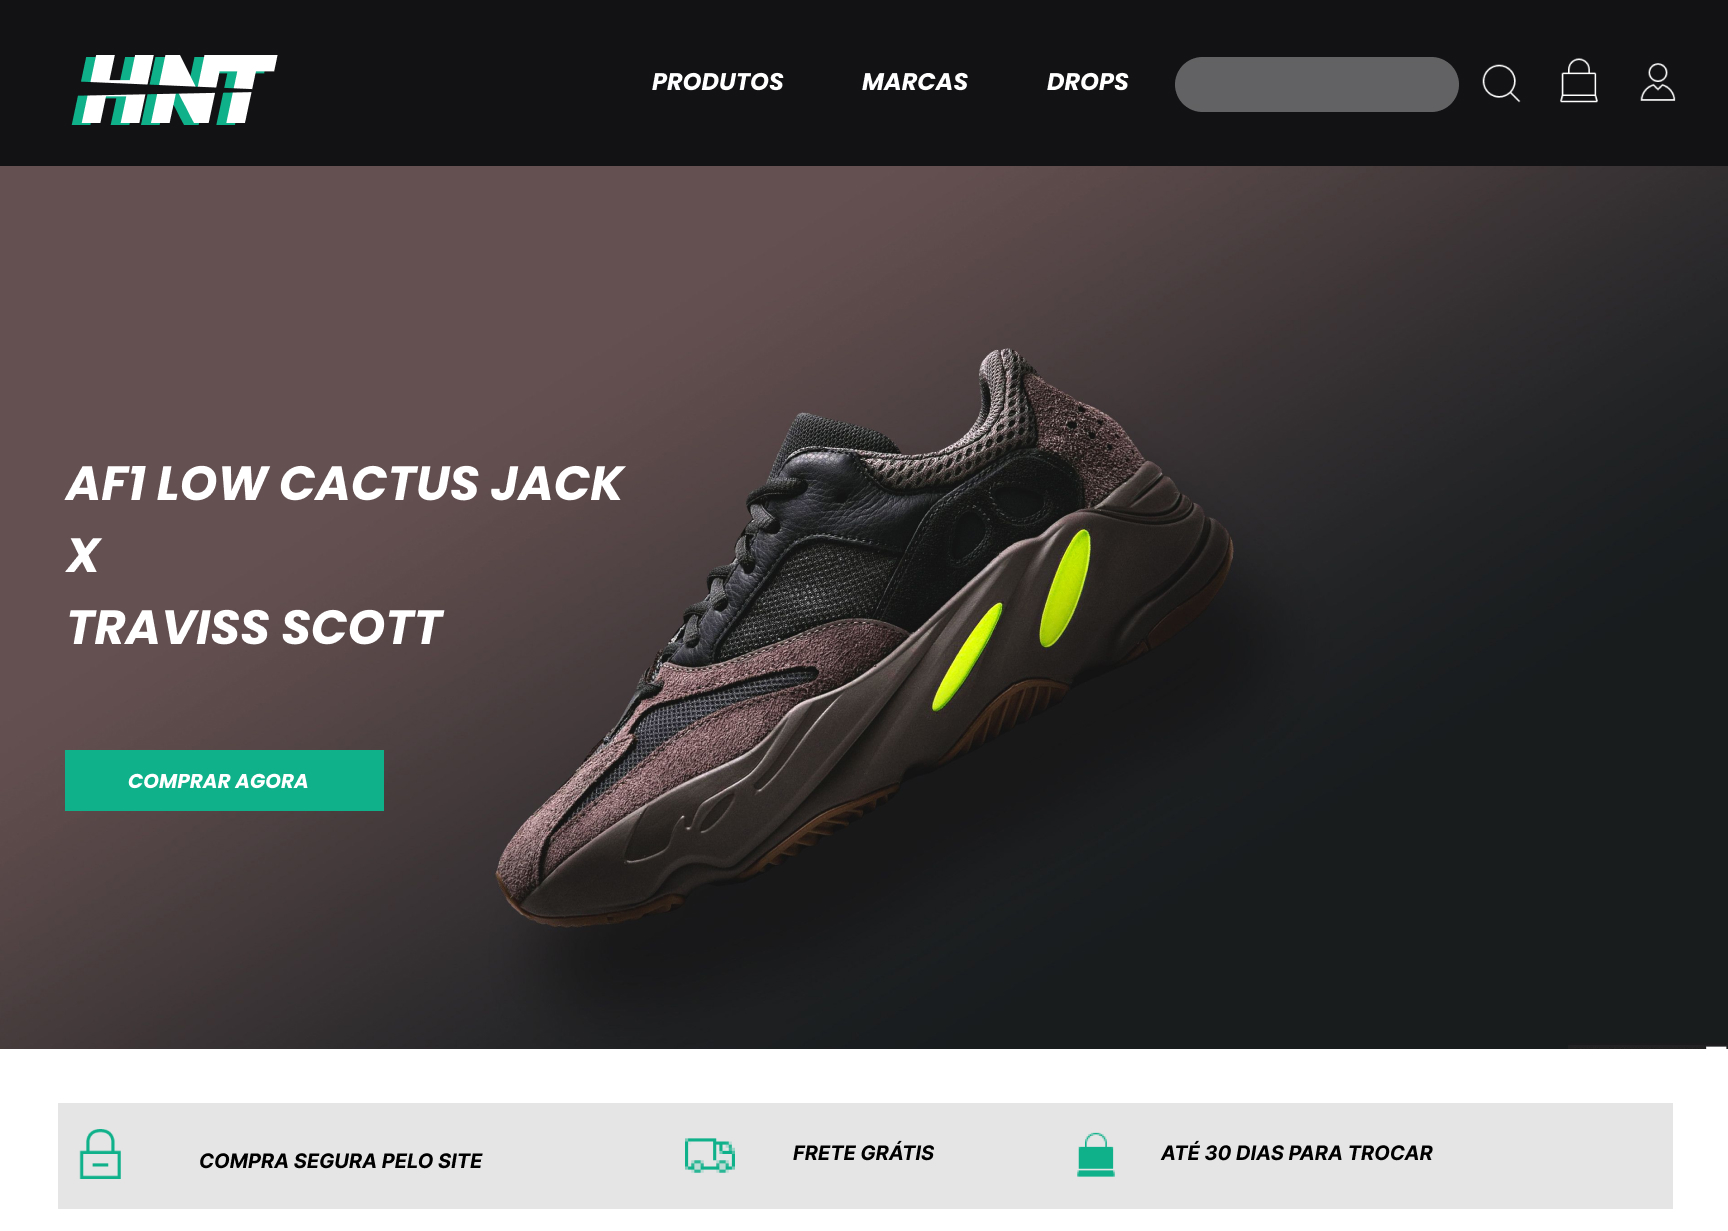 HNT
PRODUTOS
MARCAS
DROPS
AF1 LOW CACTUS JACK
X
TRAVISS SCOTT
COMPRAR AGORA
COMPRA SEGURA PELO SITE
FRETE GRÁTIS
ATÉ 30 DIAS PARA TROCAR